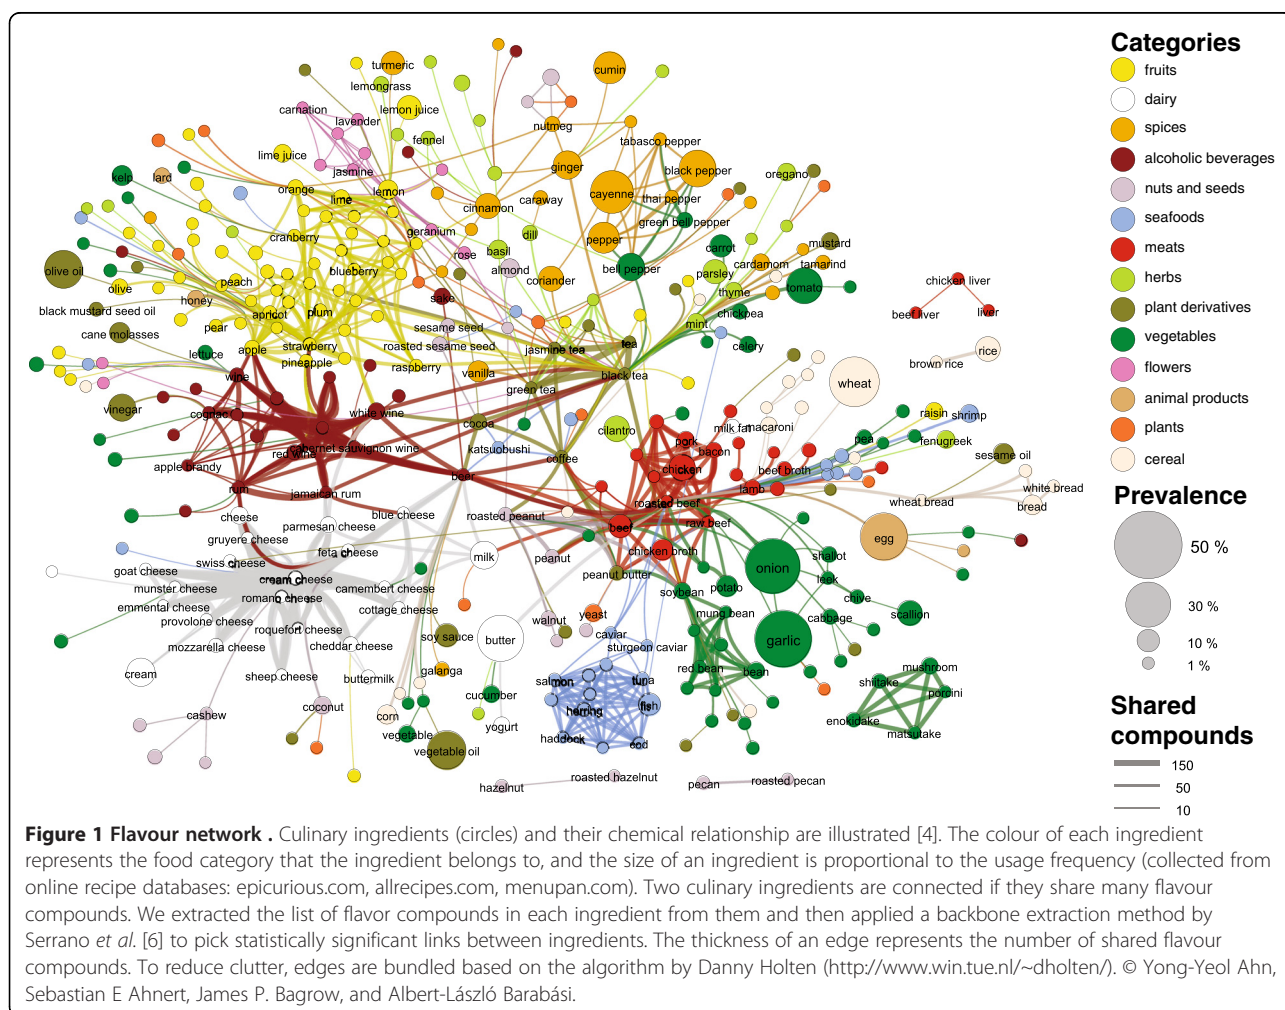 Categories
fruits
dairy
spices
alcoholic beverages
nuts and seeds
seafoods
meats
herbs
plant derivatives
vegetables
flowers
animal products
plants
cereal
Prevalence
50 %
30 %
10 %
1 %
Shared
compounds
150
50
10
turmeric
cumin
lemongrass
carnation
lemon juice
lavender
nutmeg
fennel
tabasco pepper
lime juice
ginger
black pepper
kelp
lard
jasmine
oregano
orange
lemon
cayenne
thai pepper
lime
cinnamon
caraway
green bell pepper
geranium
dill
cranberry
pepper
carrot
mustard
rose
basil
olive oil
blueberry
almond
bell pepper
cardamom
tamarind
parsley
peach
coriander
chicken liver
olive
tomato
honey
sake
thyme
black mustard seed oil
apricot
plum
chickpea
beef liver
liver
pear
sesame seed
mint
cane molasses
tea
celery
lettuce
apple
strawberry
roasted sesame seed
jasmine tea
rice
pineapple
raspberry
brown rice
wine
vanilla
black tea
green tea
wheat
vinegar
cognac
white wine
raisin
shrimp
cocoa
cilantro
milk fat
macaroni
pork
pea
fenugreek
red wine
cabernet sauvignon wine
katsuobushi
bacon
sesame oil
apple brandy
beer
coffee
chicken
beef broth
rum
jamaican rum
lamb
white bread
roasted beef
wheat bread
bread
cheese
blue cheese
roasted peanut
parmesan cheese
beef
raw beef
gruyere cheese
egg
feta cheese
milk
peanut
chicken broth
shallot
swiss cheese
goat cheese
cream cheese
peanut butter
onion
leek
munster cheese
camembert cheese
soybean
potato
romano cheese
chive
emmental cheese
cottage cheese
mung bean
scallion
provolone cheese
walnut
yeast
cabbage
roquefort cheese
soy sauce
butter
caviar
garlic
mozzarella cheese
cheddar cheese
sturgeon caviar
cream
sheep cheese
buttermilk
galanga
red bean
bean
mushroom
salmon
tuna
shiitake
porcini
cucumber
cashew
coconut
corn
herring
fish
enokidake
yogurt
vegetable
haddock
cod
matsutake
vegetable oil
hazelnut
roasted hazelnut
pecan
roasted pecan
Figure 1 Flavour network . Culinary ingredients (circles) and their chemical relationship are illustrated [4]. The colour of each ingredient
represents the food category that the ingredient belongs to, and the size of an ingredient is proportional to the usage frequency (collected from
online recipe databases: epicurious.com, allrecipes.com, menupan.com). Two culinary ingredients are connected if they share many flavour
compounds. We extracted the list of flavor compounds in each ingredient from them and then applied a backbone extraction method by
Serrano et al. [6] to pick statistically significant links between ingredients. The thickness of an edge represents the number of shared flavour
compounds. To reduce clutter, edges are bundled based on the algorithm by Danny Holten (http://www.win.tue.nl/~dholten/). © Yong-Yeol Ahn,
Sebastian E Ahnert, James P. Bagrow, and Albert-László Barabási.